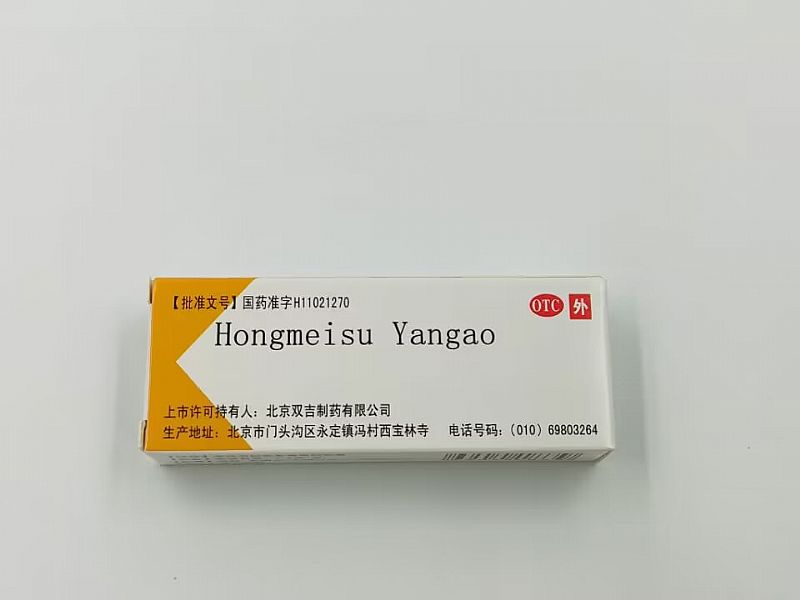 【批准文号】国药准字H11021270
OTC 外
Hongmeisu Yangao
上市许可持有人：北京双吉制药有限公司
生产地址：北京市门头沟区永定镇冯村西宝林寺 电话号码：（010）69803264